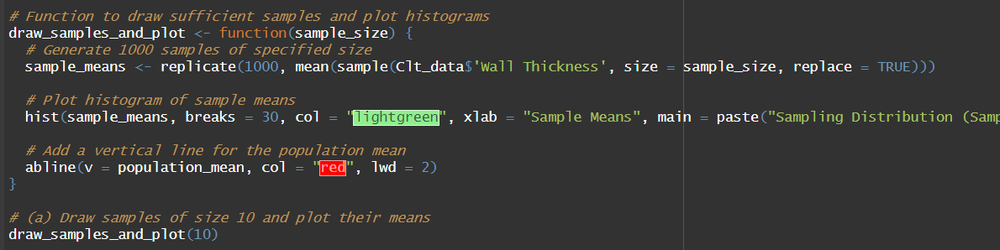 # Function to draw sufficient samples and plot histograms
draw_samples_and_plot <- function(sample_size) {
  # Generate 1000 samples of specified size
  sample_means <- replicate(1000, mean(sample(Clt_data$'Wall Thickness', size = sample_size, replace = TRUE)))
  # Plot histogram of sample means
  hist(sample_means, breaks = 30, col = "lightgreen", xlab = "Sample Means", main = paste("Sampling Distribution (Samp
  # Add a vertical line for the population mean
  abline(v = population_mean, col = "red", lwd = 2)
}
# (a) Draw samples of size 10 and plot their means
draw_samples_and_plot(10)